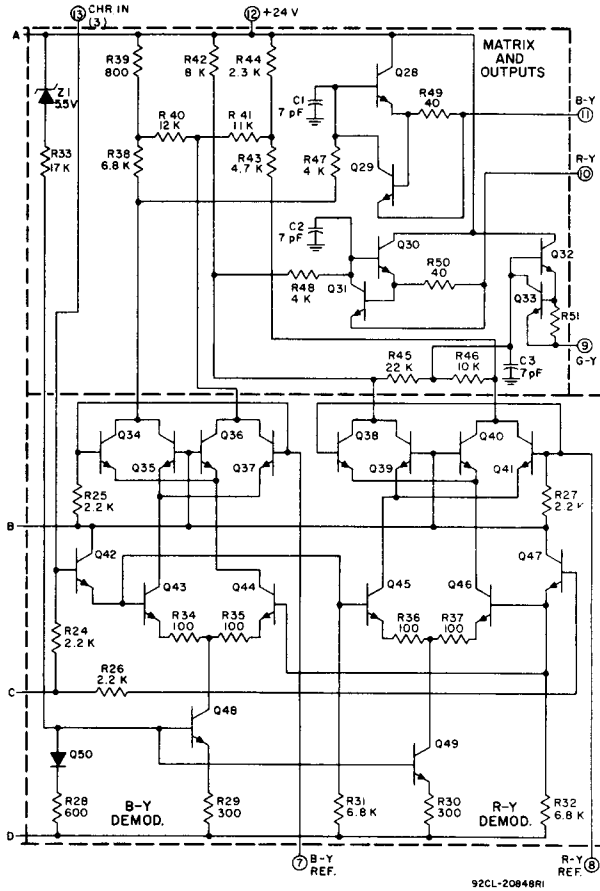 13 CHR IN
(3)
12 +24 V
A
R39
800
R42
8 K
R44
2.3 K
MATRIX
AND
OUTPUTS
Z1
5.5V
C1
7 pF
Q28
R49
40
B-Y
11
R 40
12 K
R 41
11 K
R33
17 K
R38
6.8 K
R43
4.7 K
R47
4 K
Q29
R-Y
10
C2
7 pF
Q30
Q32
R48
4 K
Q31
R50
40
Q33
R51
9
G-Y
R45
22 K
R46
10 K
C3
7pF
Q34
Q35
Q36
Q37
Q38
Q39
Q40
Q41
R25
2.2 K
R27
2.2 K
B
Q42
Q47
Q43
Q44
Q45
Q46
R34
100
R35
100
R36
100
R37
100
R24
2.2 K
R26
2.2 K
C
Q48
Q49
Q50
R28
600
B-Y
DEMOD.
R29
300
R31
6.8 K
R30
300
R-Y
DEMOD.
R32
6.8 K
D
7 B-Y
REF.
R-Y
REF. 8
92CL-20848R1